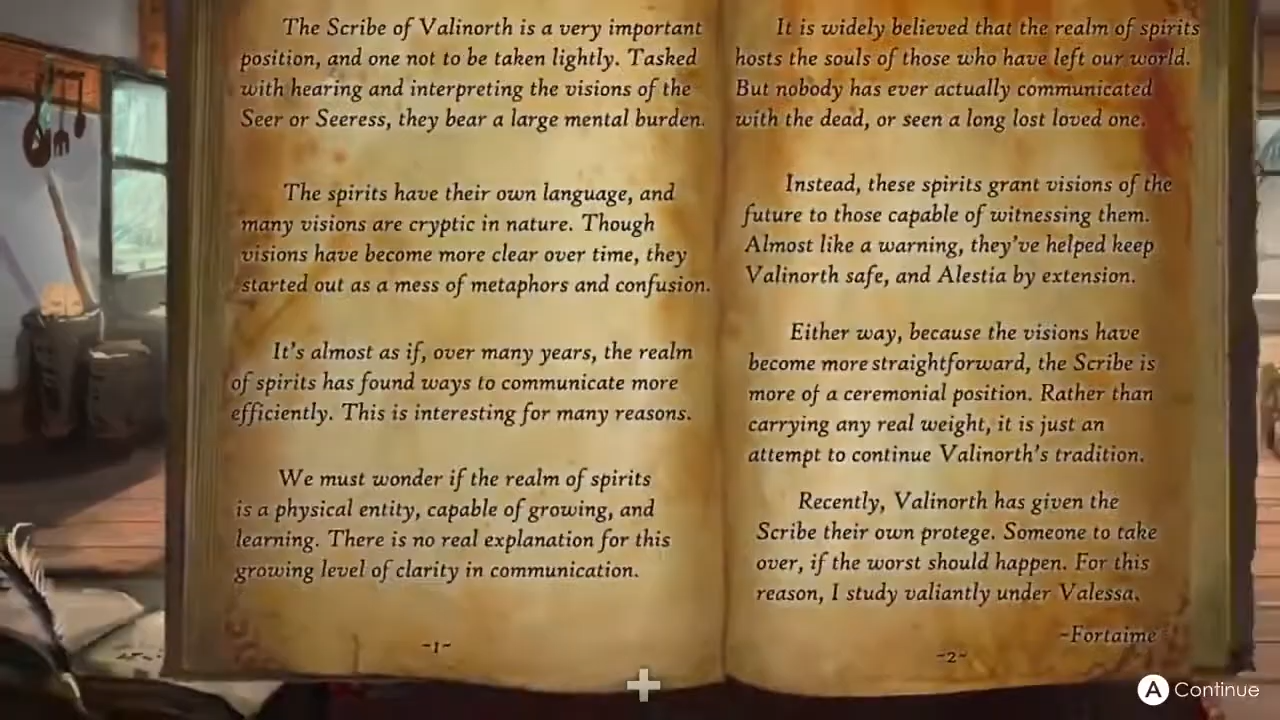 The Scribe of Valinorth is a very important
position, and one not to be taken lightly. Tasked
with hearing and interpreting the visions of the
Seer or Seeress, they bear a large mental burden.
The spirits have their own language, and
many visions are cryptic in nature. Though
visions have become more clear over time, they
started out as a mess of metaphors and confusion.
It's almost as if, over many years, the realm
of spirits has found ways to communicate more
efficiently. This is interesting for many reasons.
We must wonder if the realm of spirits
is a physical entity, capable of growing, and
learning. There is no real explanation for this
growing level of clarity in communication.
~1~
It is widely believed that the realm of spirits
hosts the souls of those who have left our world.
But nobody has ever actually communicated
with the dead, or seen a long lost loved one.
Instead, these spirits grant visions of the
future to those capable of witnessing them.
Almost like a warning, they've helped keep
Valinorth safe, and Alestia by extension.
Either way, because the visions have
become more straightforward, the Scribe is
more of a ceremonial position. Rather than
carrying any real weight, it is just an
attempt to continue Valinorth's tradition.
Recently, Valinorth has given the
Scribe their own protege. Someone to take
over, if the worst should happen. For this
reason, I study valiantly under Valessa.
~Fortaime
~2~
A Continue